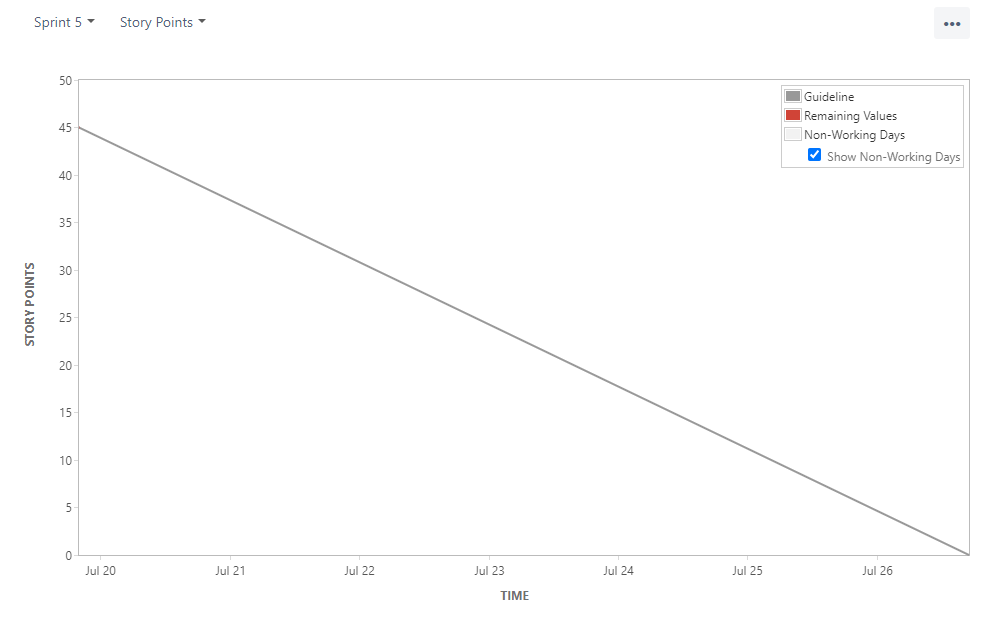 Sprint 5 Story Points
•••
50
45
40
35
30
25
20
15
10
5
0
STORY POINTS
Guideline
Remaining Values
Non-Working Days
Show Non-Working Days
Jul 20 Jul 21 Jul 22 Jul 23 Jul 24 Jul 25 Jul 26
TIME